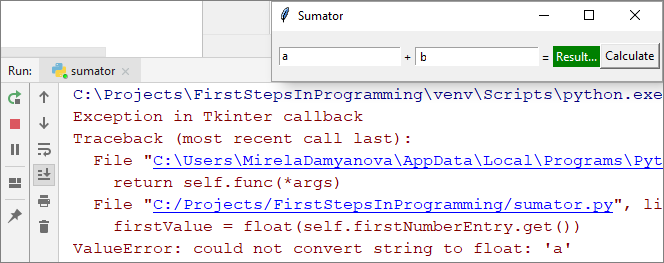 Sumator
a + b = Result... Calculate
Run: sumator
C:\Projects\FirstStepsInProgramming\venv\Scripts\python.exe
Exception in Tkinter callback
Traceback (most recent call last):
File "C:\Users\MirelaDamyanova\AppData\Local\Programs\Pyt
return self.func(*args)
File "C:/Projects/FirstStepsInProgramming/sumator.py", li
firstValue = float(self.firstNumberEntry.get())
ValueError: could not convert string to float: 'a'